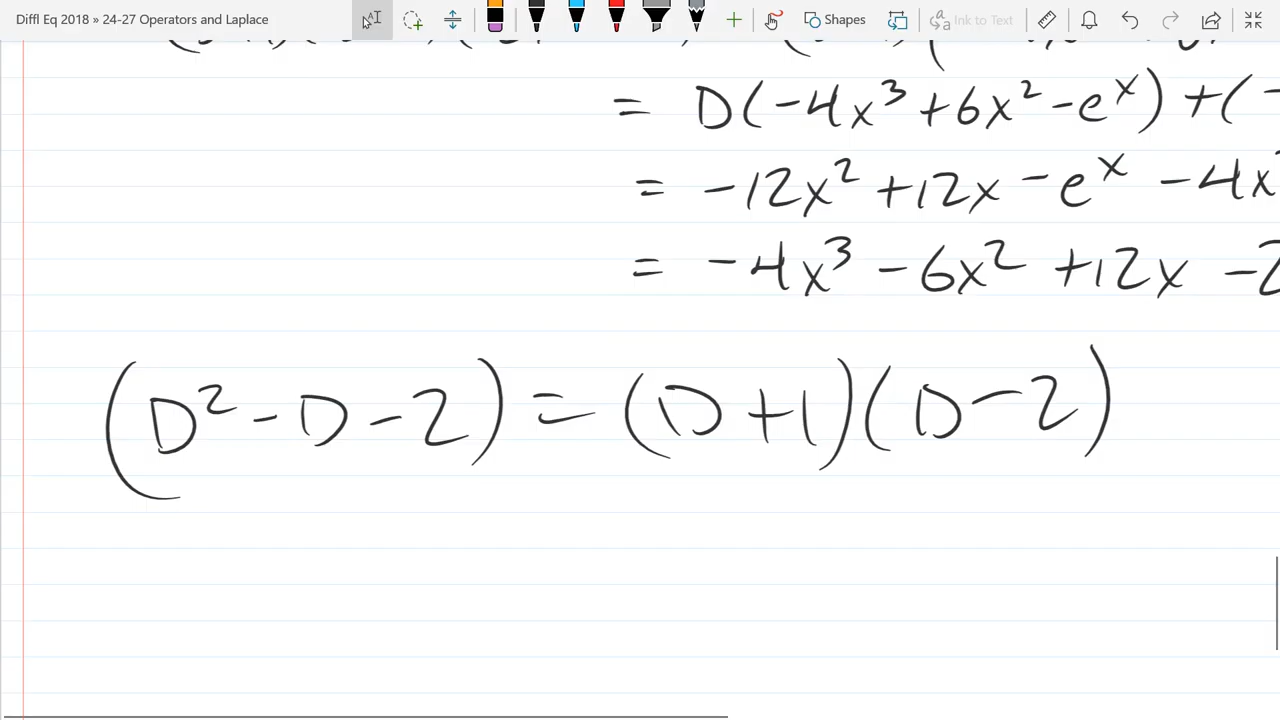 Diffl Eq 2018 » 24-27 Operators and Laplace
Shapes
Ink to Text
= D(-4x³ +6x² -eˣ) +(-
= -12x² +12x -eˣ -4x
= -4x³ -6x² +12x -2
(D² - D - 2) = (D +1)(D -2)